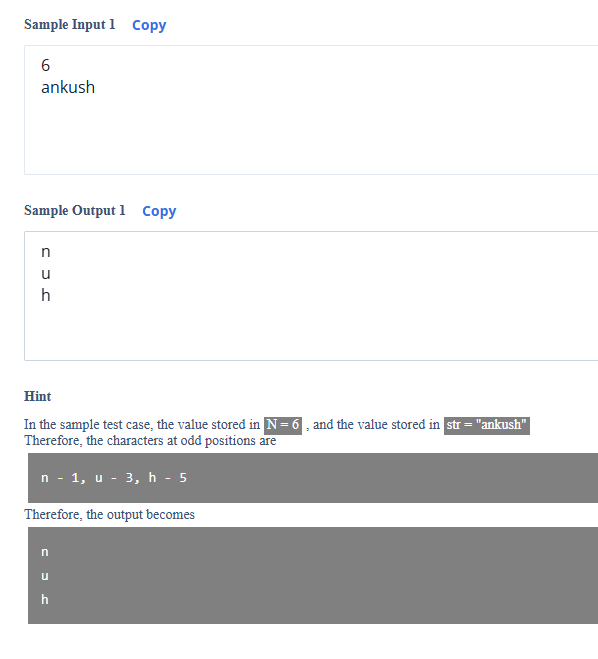 Sample Input 1 Copy
6
ankush
Sample Output 1 Copy
n
u
h
Hint
In the sample test case, the value stored in N = 6 , and the value stored in str = "ankush"
Therefore, the characters at odd positions are
n - 1, u - 3, h - 5
Therefore, the output becomes
n
u
h